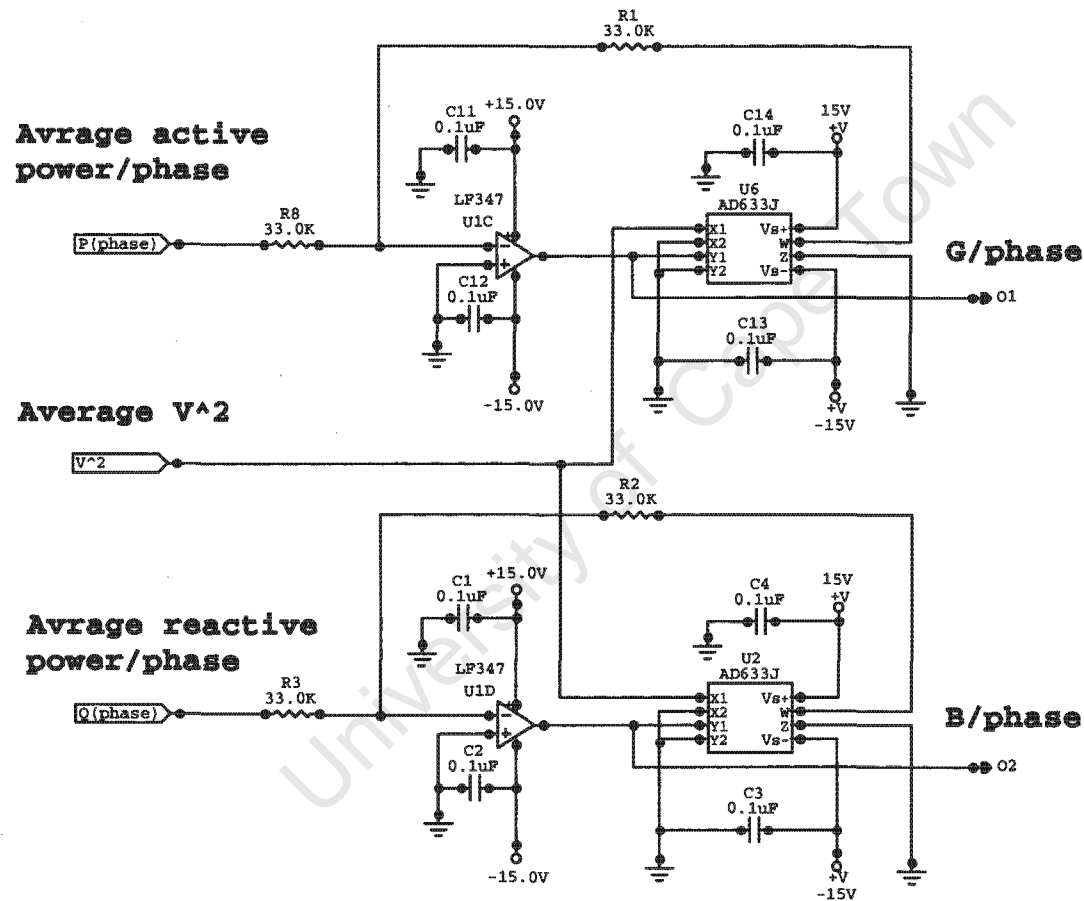 R1
33.0K
C11
0.1uF
+15.0V
C14
0.1uF
15V
+V
Avrage active
power/phase
LF347
U1C
U6
AD633J
P(phase)
R8
33.0K
X1
X2
Y1
Y2
Vs+
W
Z
Vs-
G/phase
O1
C12
0.1uF
C13
0.1uF
-15.0V
+V
-15V
Average V^2
V^2
R2
33.0K
C1
0.1uF
+15.0V
C4
0.1uF
15V
+V
Avrage reactive
power/phase
LF347
U1D
U2
AD633J
Q(phase)
R3
33.0K
X1
X2
Y1
Y2
Vs+
W
Z
Vs-
B/phase
O2
C2
0.1uF
C3
0.1uF
-15.0V
+V
-15V
University of Cape Town